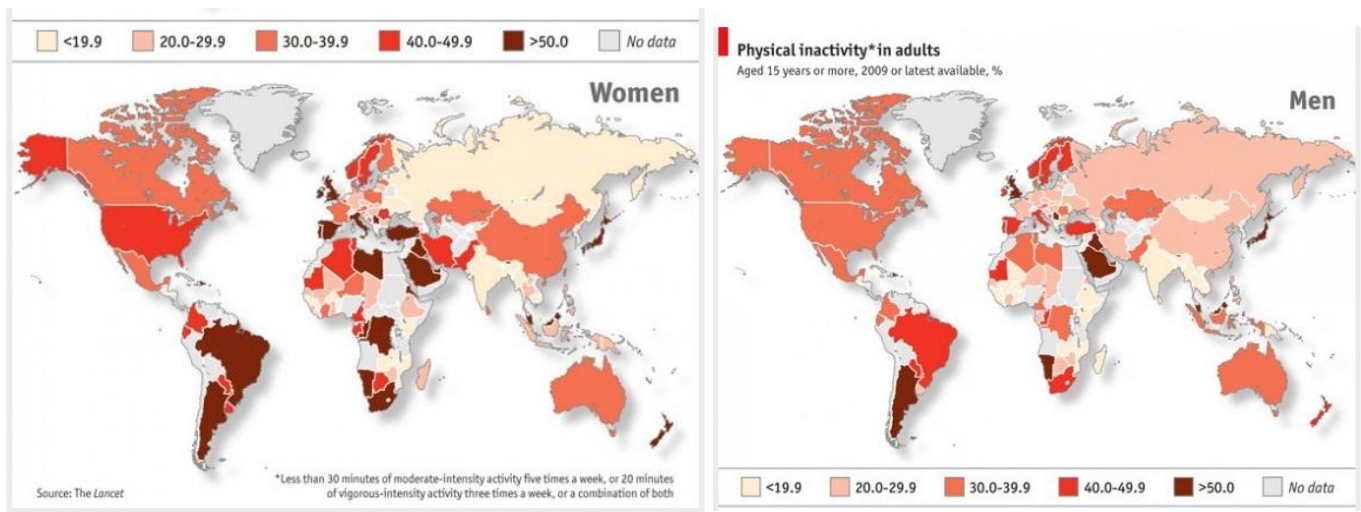 <19.9 20.0-29.9 30.0-39.9 40.0-49.9 >50.0 No data
Women
Source: The Lancet
*Less than 30 minutes of moderate-intensity activity five times a week, or 20 minutes
of vigorous-intensity activity three times a week, or a combination of both
Physical inactivity* in adults
Aged 15 years or more, 2009 or latest available, %
Men
<19.9 20.0-29.9 30.0-39.9 40.0-49.9 >50.0 No data